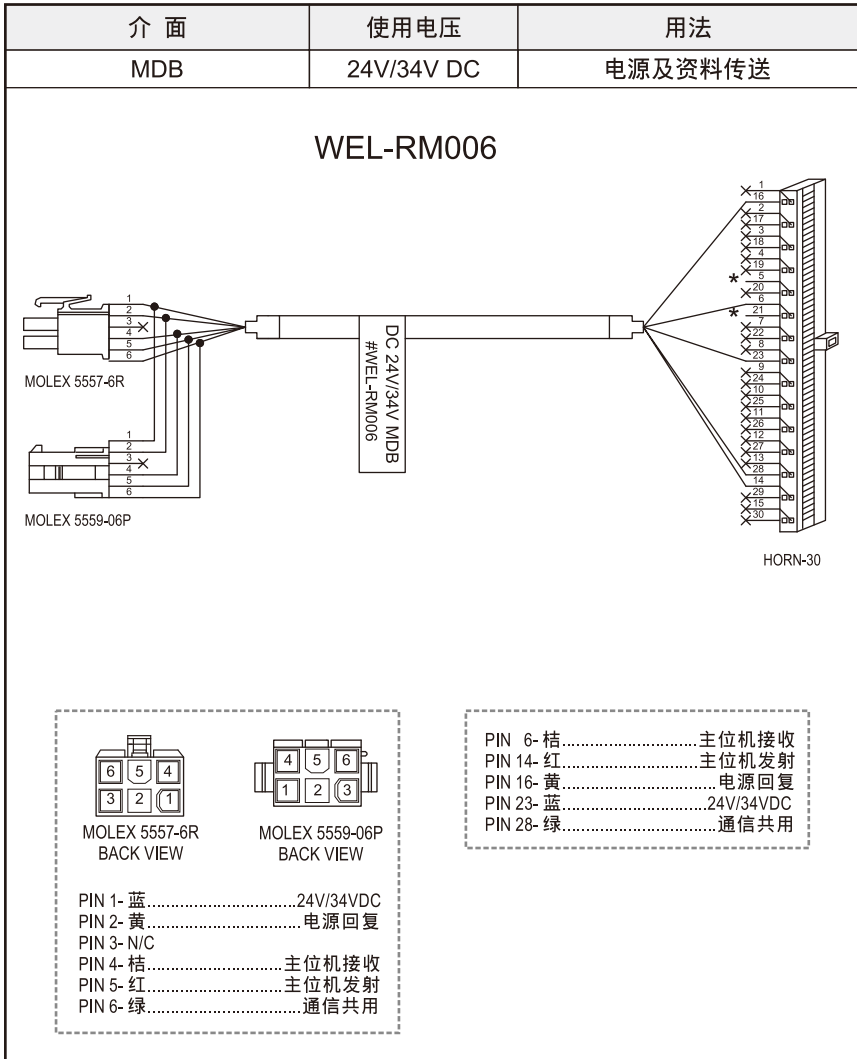 介 面 使用电压 用法
MDB 24V/34V DC 电源及资料传送
WEL-RM006
1
2
3
4
5
6
MOLEX 5557-6R
1
2
3
4
5
6
MOLEX 5559-06P
DC 24V/34V MDB
#WEL-RM006
1
16
2
17
3
18
4
19
* 5
20
6
* 21
7
22
8
23
9
24
10
25
11
26
12
27
13
28
14
29
15
30
HORN-30
6 5 4
3 2 1
MOLEX 5557-6R
BACK VIEW
4 5 6
1 2 3
MOLEX 5559-06P
BACK VIEW
PIN 1- 蓝..........................24V/34VDC
PIN 2- 黄...........................电源回复
PIN 3- N/C
PIN 4- 桔........................主位机接收
PIN 5- 红........................主位机发射
PIN 6- 绿...........................通信共用
PIN 6- 桔........................主位机接收
PIN 14- 红........................主位机发射
PIN 16- 黄...........................电源回复
PIN 23- 蓝..........................24V/34VDC
PIN 28- 绿...........................通信共用